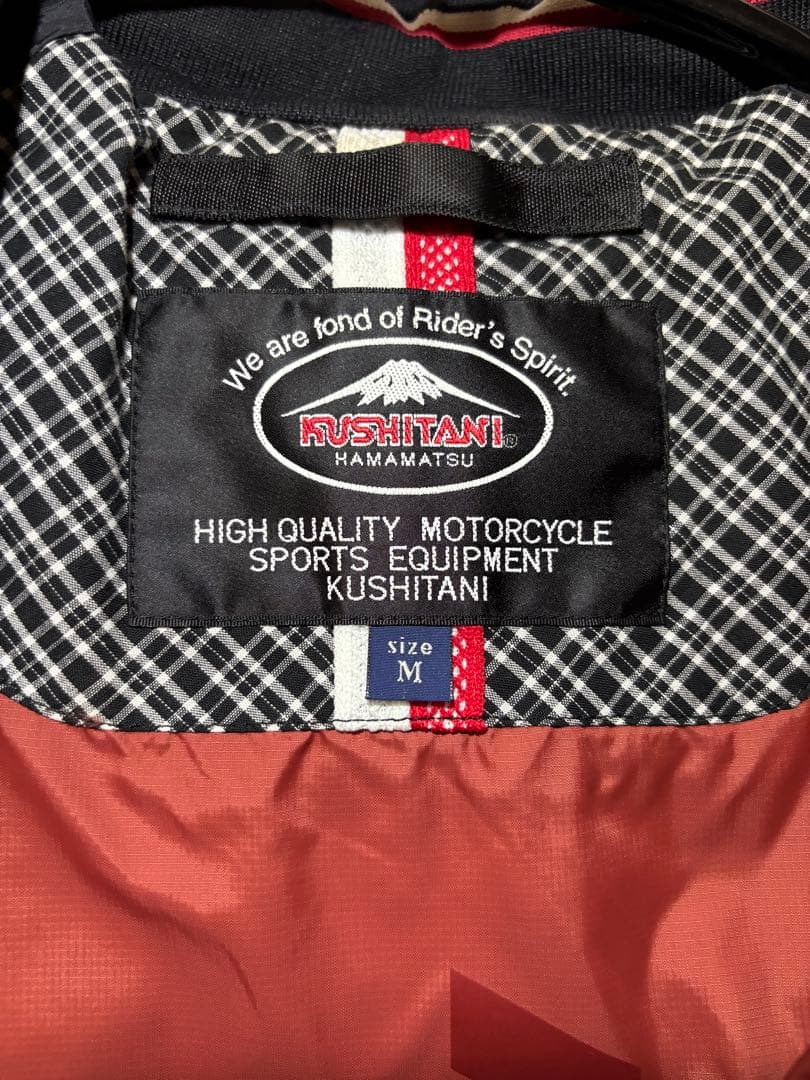 We are fond of Rider's Spirit.
KUSHITANI®
HAMAMATSU
HIGH QUALITY MOTORCYCLE
SPORTS EQUIPMENT
KUSHITANI
size
M